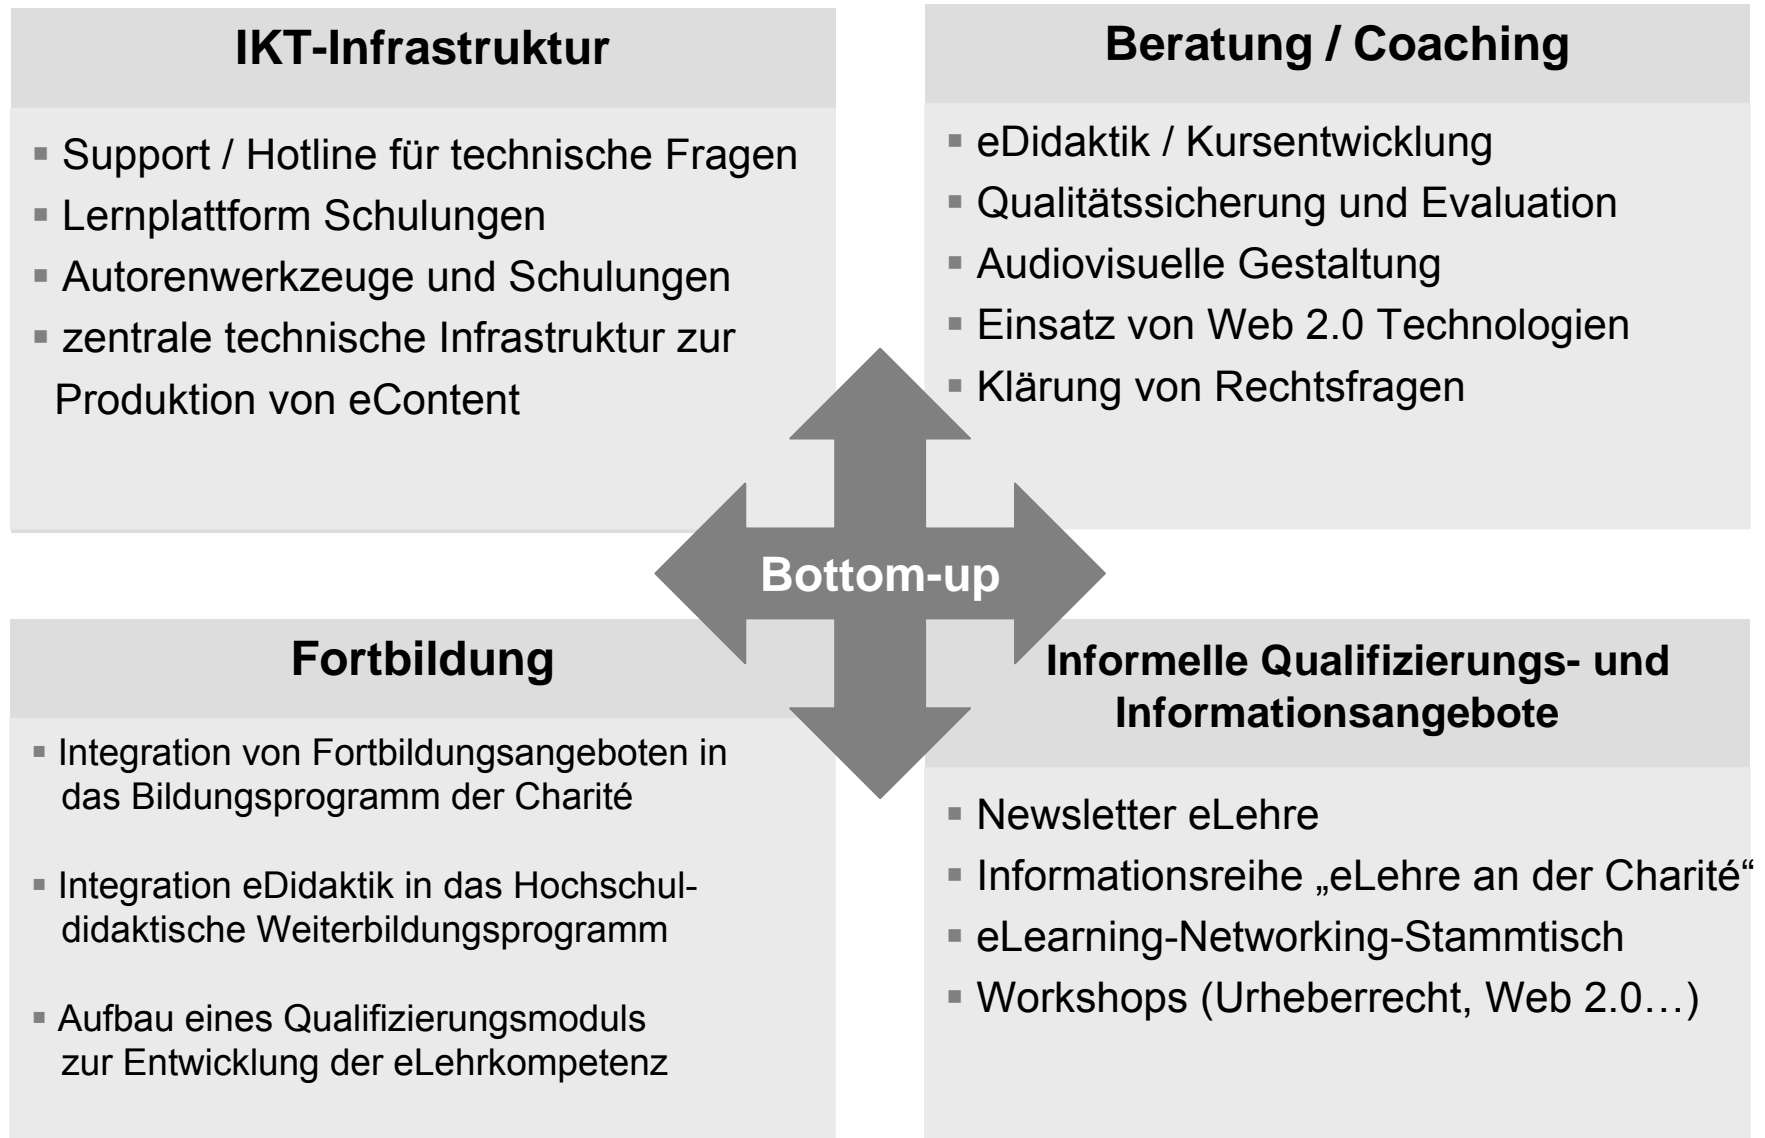 IKT-Infrastruktur
▪ Support / Hotline für technische Fragen
▪ Lernplattform Schulungen
▪ Autorenwerkzeuge und Schulungen
▪ zentrale technische Infrastruktur zur
Produktion von eContent
Beratung / Coaching
▪ eDidaktik / Kursentwicklung
▪ Qualitätssicherung und Evaluation
▪ Audiovisuelle Gestaltung
▪ Einsatz von Web 2.0 Technologien
▪ Klärung von Rechtsfragen
Bottom-up
Fortbildung
▪ Integration von Fortbildungsangeboten in
das Bildungsprogramm der Charité
▪ Integration eDidaktik in das Hochschul-
didaktische Weiterbildungsprogramm
▪ Aufbau eines Qualifizierungsmoduls
zur Entwicklung der eLehrkompetenz
Informelle Qualifizierungs- und
Informationsangebote
▪ Newsletter eLehre
▪ Informationsreihe „eLehre an der Charité“
▪ eLearning-Networking-Stammtisch
▪ Workshops (Urheberrecht, Web 2.0…)